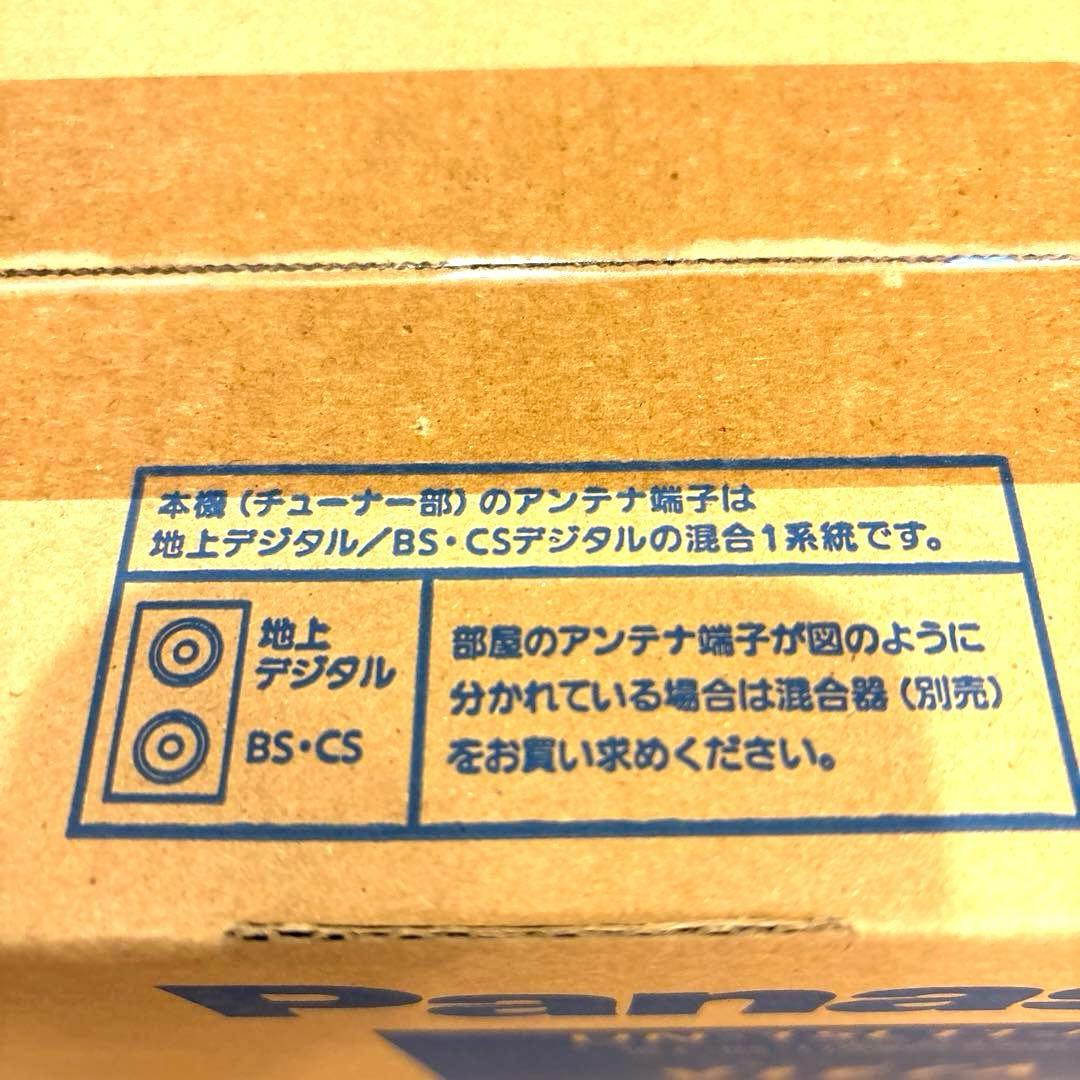 本機（チューナー部）のアンテナ端子は
地上デジタル／BS・CSデジタルの混合1系統です。
地上
デジタル
BS・CS
部屋のアンテナ端子が図のように
分かれている場合は混合器（別売）
をお買い求めください。
Panas